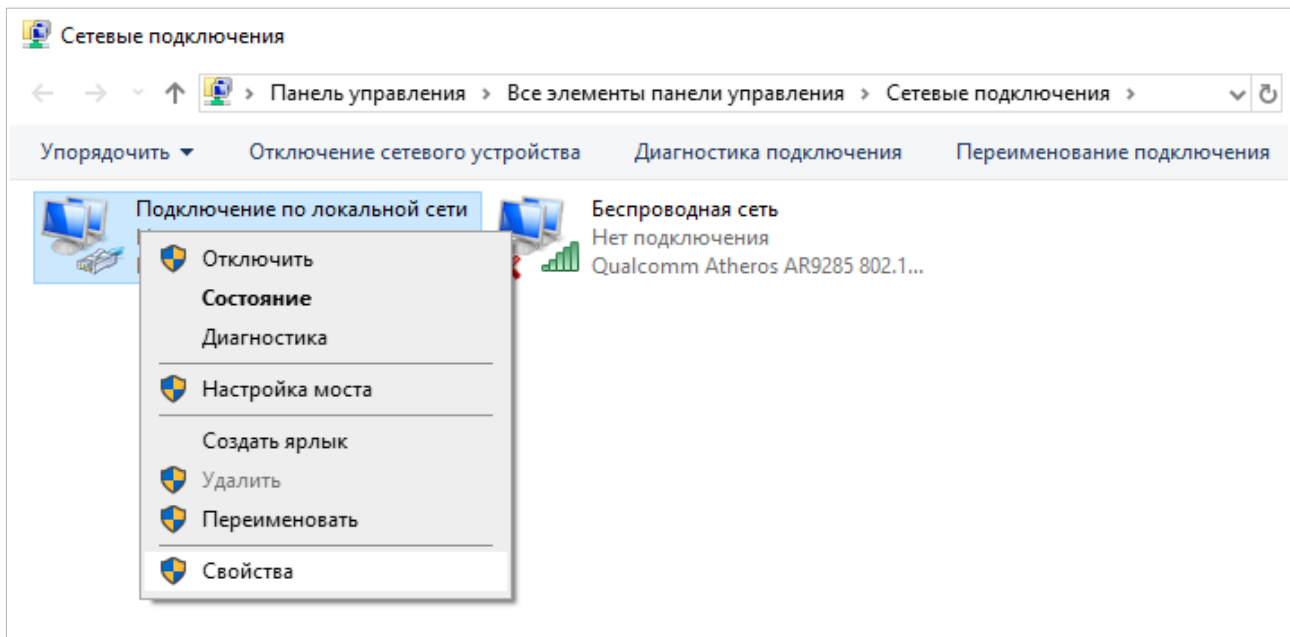 Сетевые подключения
Панель управления > Все элементы панели управления > Сетевые подключения >
Упорядочить Отключение сетевого устройства Диагностика подключения Переименование подключения
Подключение по локальной сети
Беспроводная сеть
Нет подключения
Qualcomm Atheros AR9285 802.1...
Отключить
Состояние
Диагностика
Настройка моста
Создать ярлык
Удалить
Переименовать
Свойства